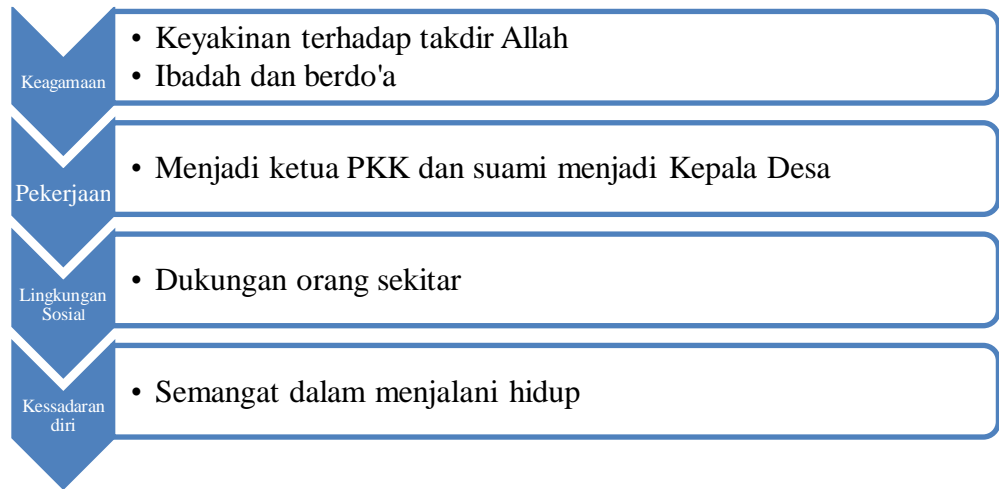 Keagamaan
• Keyakinan terhadap takdir Allah
• Ibadah dan berdo'a
Pekerjaan
• Menjadi ketua PKK dan suami menjadi Kepala Desa
Lingkungan
Sosial
• Dukungan orang sekitar
Kessadaran
diri
• Semangat dalam menjalani hidup